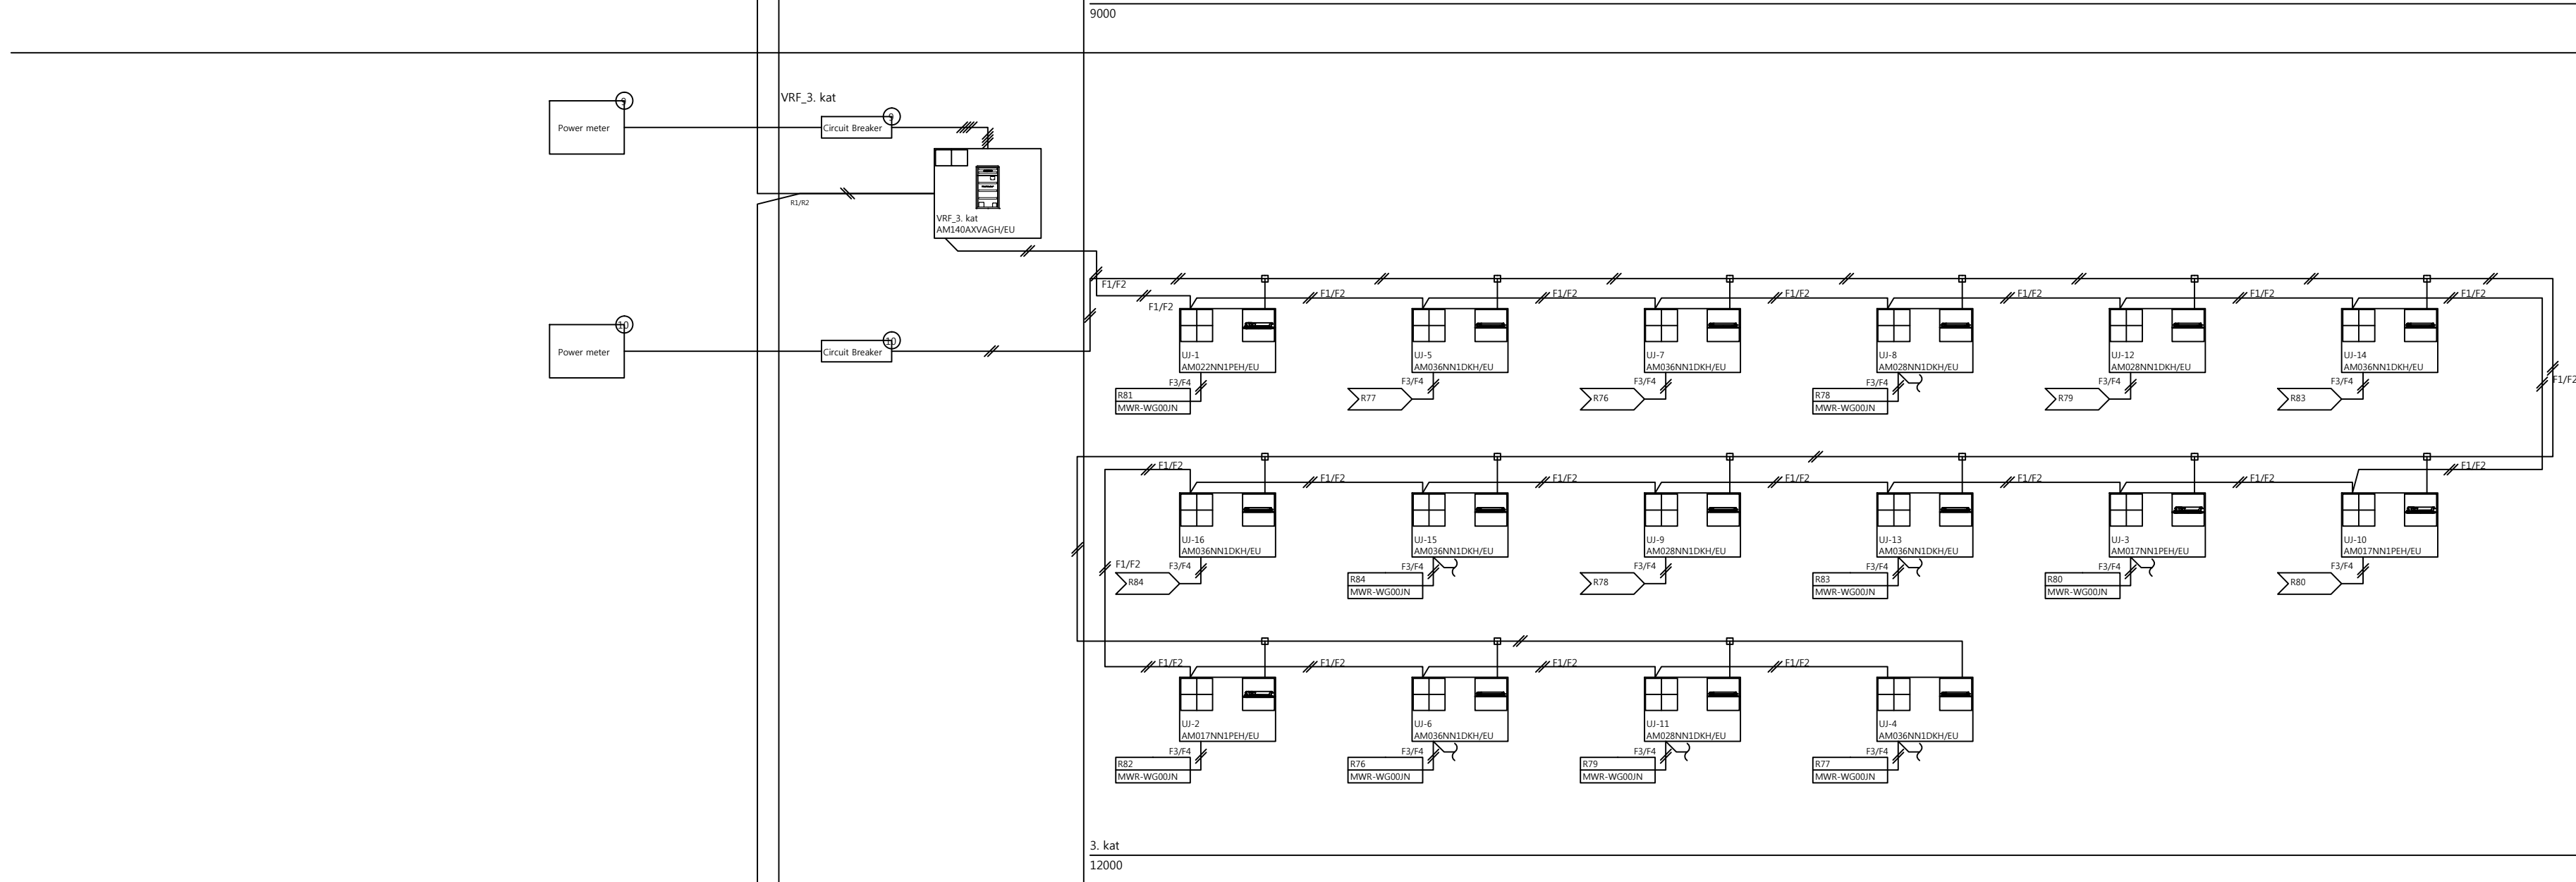 9000
VRF_3. kat
9
Power meter
9
Circuit Breaker
R1/R2
VRF_3. kat
AM140AXVAGH/EU
10
Power meter
10
Circuit Breaker
F1/F2
F1/F2
F1/F2
F1/F2
F1/F2
F1/F2
F1/F2
F1/F2
F1/F2
UJ-1
AM022NN1PEH/EU
F3/F4
R81
MWR-WG00JN
UJ-5
AM036NN1DKH/EU
F3/F4
R77
UJ-7
AM036NN1DKH/EU
F3/F4
R76
UJ-8
AM028NN1DKH/EU
F3/F4
R78
MWR-WG00JN
UJ-12
AM028NN1DKH/EU
F3/F4
R79
UJ-14
AM036NN1DKH/EU
F3/F4
R83
F1/F2
F1/F2
F1/F2
F1/F2
F1/F2
F1/F2
F1/F2
F1/F2
UJ-16
AM036NN1DKH/EU
F3/F4
R84
UJ-15
AM036NN1DKH/EU
F3/F4
R84
MWR-WG00JN
UJ-9
AM028NN1DKH/EU
F3/F4
R78
UJ-13
AM036NN1DKH/EU
F3/F4
R83
MWR-WG00JN
UJ-3
AM017NN1PEH/EU
F3/F4
R80
MWR-WG00JN
UJ-10
AM017NN1PEH/EU
F3/F4
R80
F1/F2
F1/F2
F1/F2
F1/F2
UJ-2
AM017NN1PEH/EU
F3/F4
R82
MWR-WG00JN
UJ-6
AM036NN1DKH/EU
F3/F4
R76
MWR-WG00JN
UJ-11
AM028NN1DKH/EU
F3/F4
R79
MWR-WG00JN
UJ-4
AM036NN1DKH/EU
F3/F4
R77
MWR-WG00JN
3. kat
12000